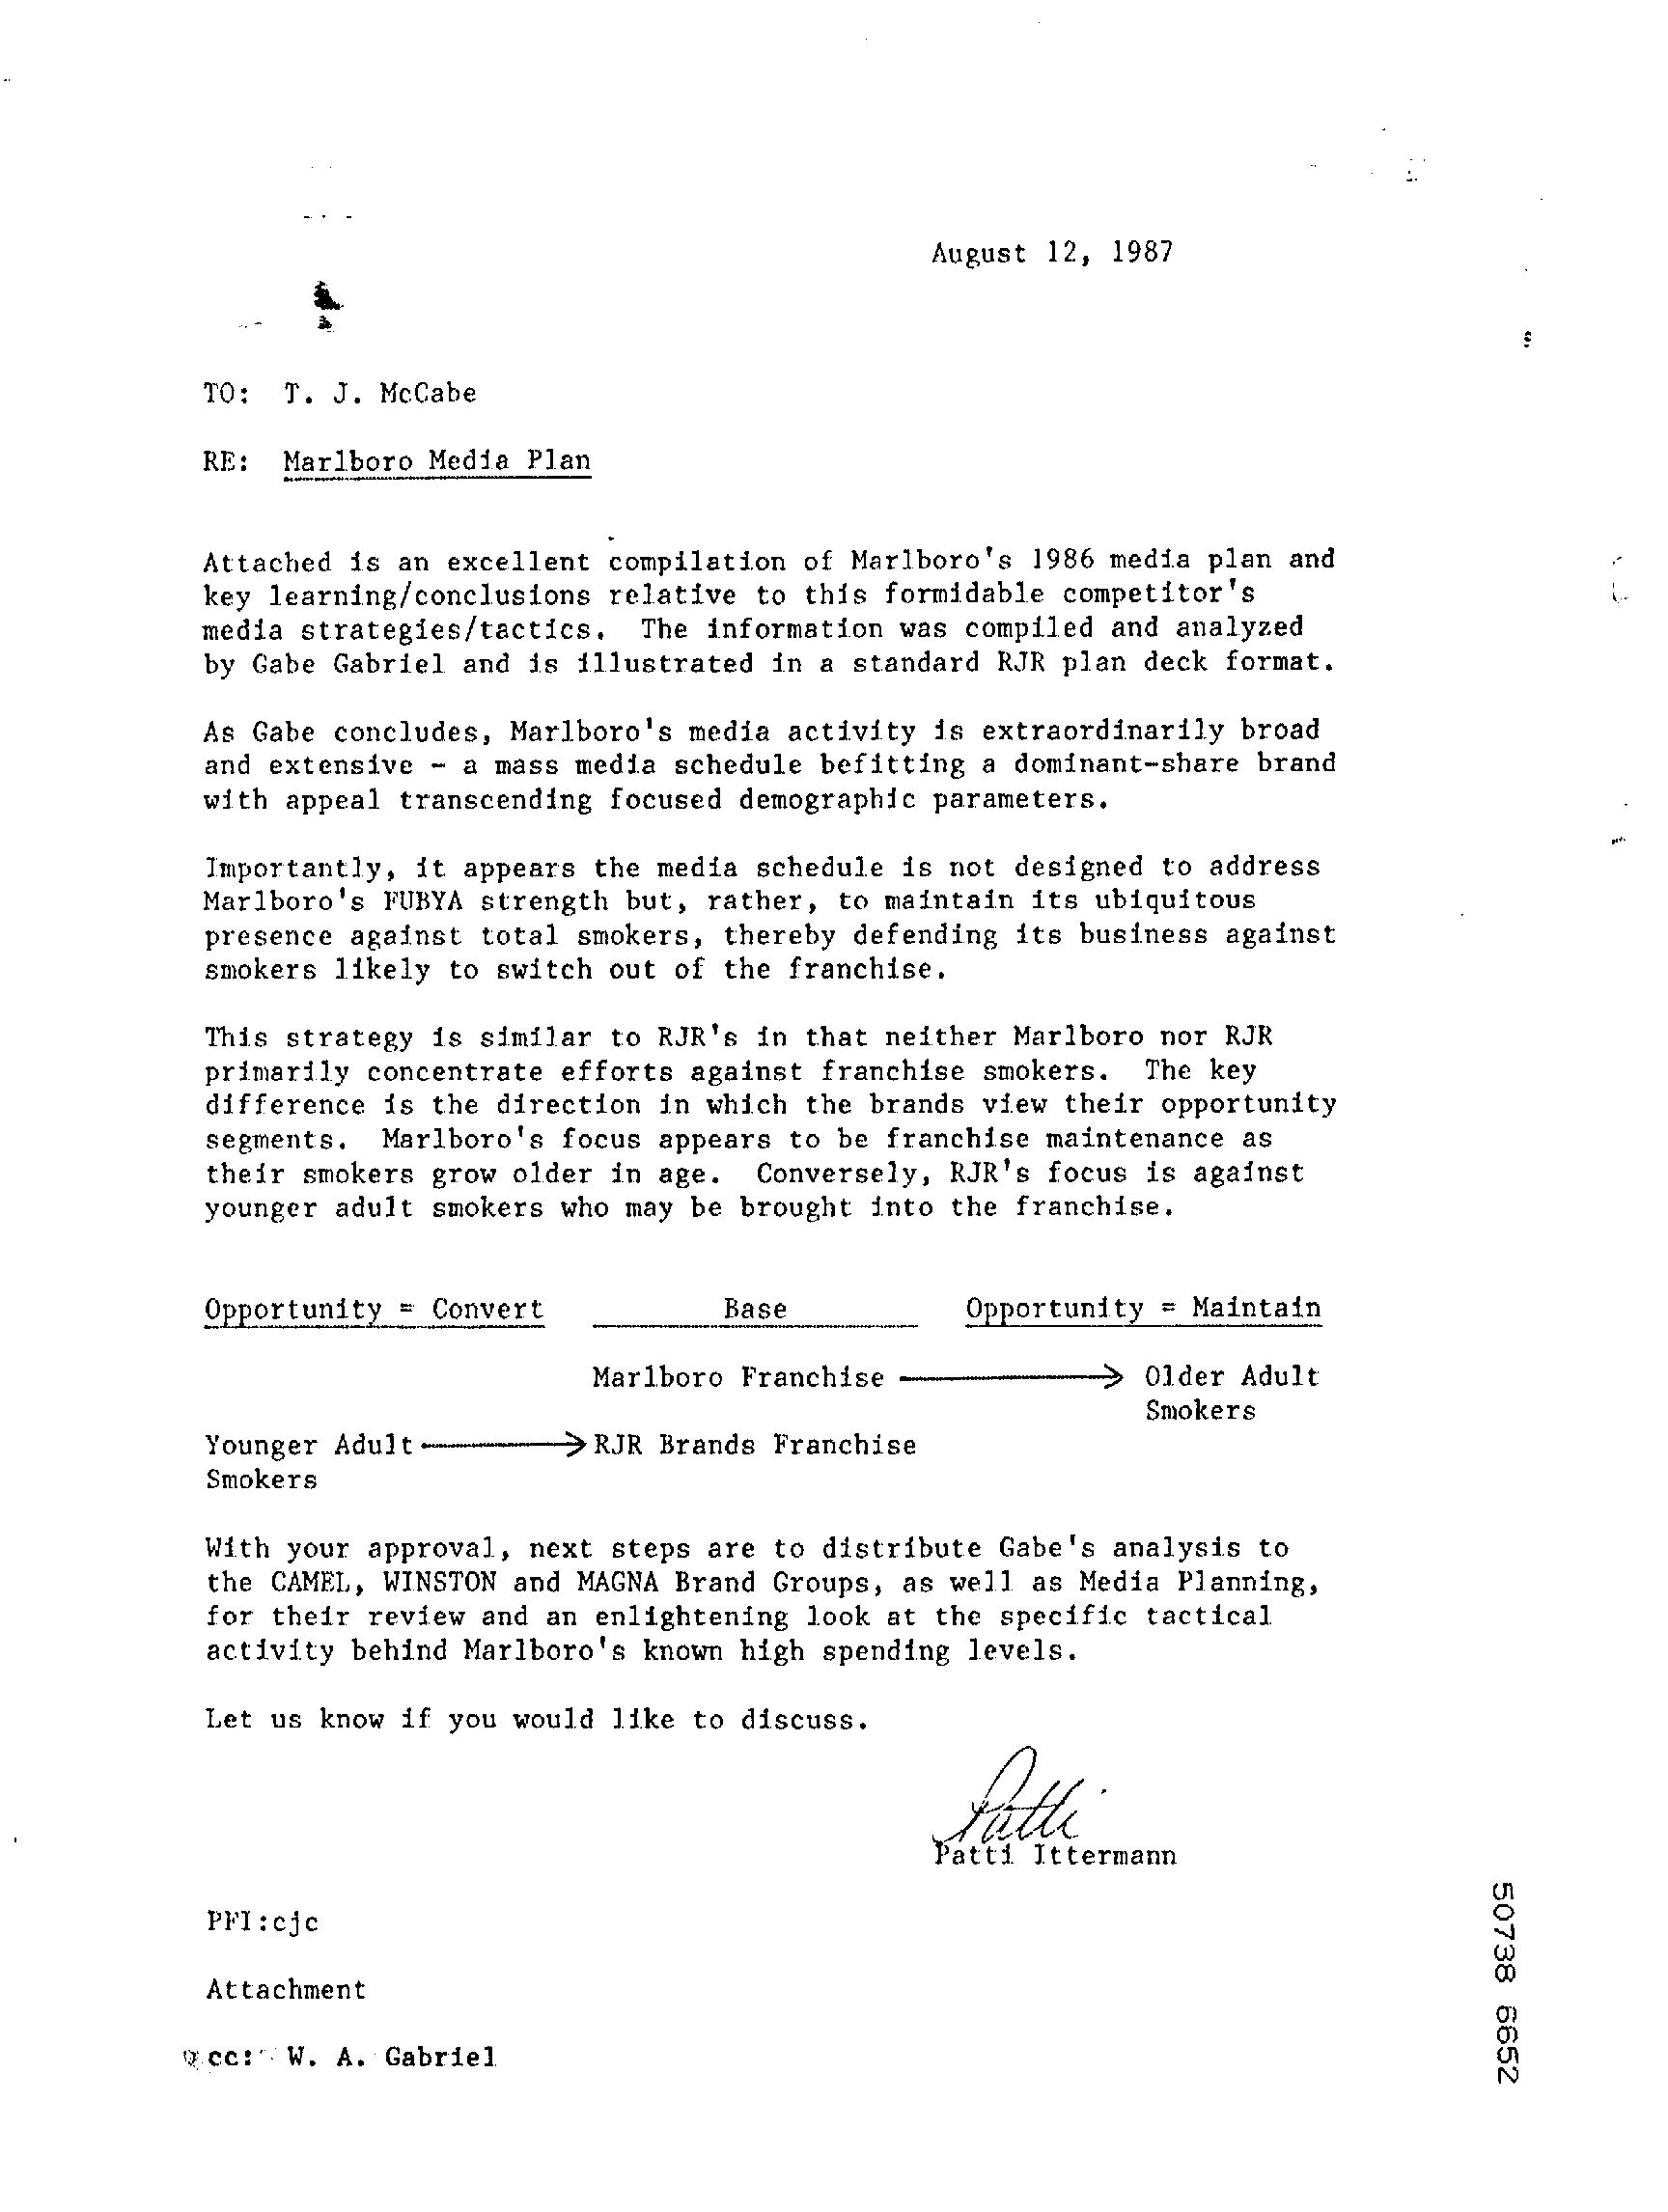 August 12, 1987
TO: T. J. McCabe
RE: Marlboro Media Plan
Attached is an excellent compilation of Marlboro's 1986 media plan and
key learning/conclusions relative to this formidable competitor's
media strategies/tactics. The information was compiled and analyzed
by Gabe Gabriel and is illustrated in a standard RJR plan deck format.
As Gabe concludes, Marlboro's media activity is extraordinarily broad
and extensive - a mass media schedule befitting a dominant-share brand
with appeal transcending focused demographic parameters.
Importantly, it appears the media schedule is not designed to address
Marlboro's FUBYA strength but, rather, to maintain its ubiquitous
presence against total smokers, thereby defending its business against
smokers likely to switch out of the franchise.
This strategy is similar to RJR's in that neither Marlboro nor RJR
primarily concentrate efforts against franchise smokers. The key
difference is the direction in which the brands view their opportunity
segments. Marlboro's focus appears to be franchise maintenance as
their smokers grow older in age. Conversely, RJR's focus is against
younger adult smokers who may be brought into the franchise.
Opportunity = Convert Base Opportunity = Maintain
Marlboro Franchise → Older Adult
Smokers
Younger Adult → RJR Brands Franchise
Smokers
With your approval, next steps are to distribute Gabe's analysis to
the CAMEL, WINSTON and MAGNA Brand Groups, as well as Media Planning,
for their review and an enlightening look at the specific tactical
activity behind Marlboro's known high spending levels.
Let us know if you would like to discuss.
Patti
Patti Ittermann
PFI:cjc
Attachment
cc: W. A. Gabriel
50738 6652